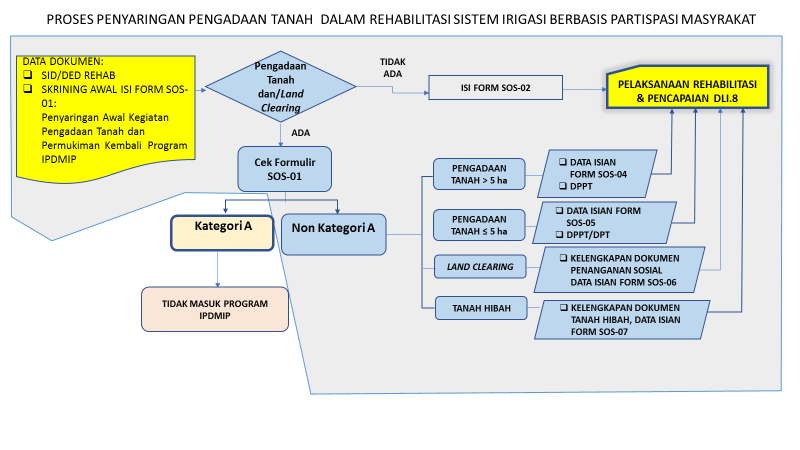 PROSES PENYARINGAN PENGADAAN TANAH DALAM REHABILITASI SISTEM IRIGASI BERBASIS PARTISPASI MASYRAKAT
DATA DOKUMEN:
❑ SID/DED REHAB
❑ SKRINING AWAL ISI FORM SOS-
01:
Penyaringan Awal Kegiatan
Pengadaan Tanah dan
Permukiman Kembali Program
IPDMIP
Pengadaan
Tanah
dan/Land
Clearing
TIDAK
ADA
ISI FORM SOS-02
PELAKSANAAN REHABILITASI
& PENCAPAIAN DLI.8
ADA
Cek Formulir
SOS-01
Kategori A
Non Kategori A
TIDAK MASUK PROGRAM
IPDMIP
PENGADAAN
TANAH > 5 ha
❑ DATA ISIAN
FORM SOS-04
❑ DPPT
PENGADAAN
TANAH ≤ 5 ha
❑ DATA ISIAN FORM
SOS-05
❑ DPPT/DPT
LAND CLEARING
❑ KELENGKAPAN DOKUMEN
PENANGANAN SOSIAL
DATA ISIAN FORM SOS-06
TANAH HIBAH
❑ KELENGKAPAN DOKUMEN
TANAH HIBAH, DATA ISIAN
FORM SOS-07